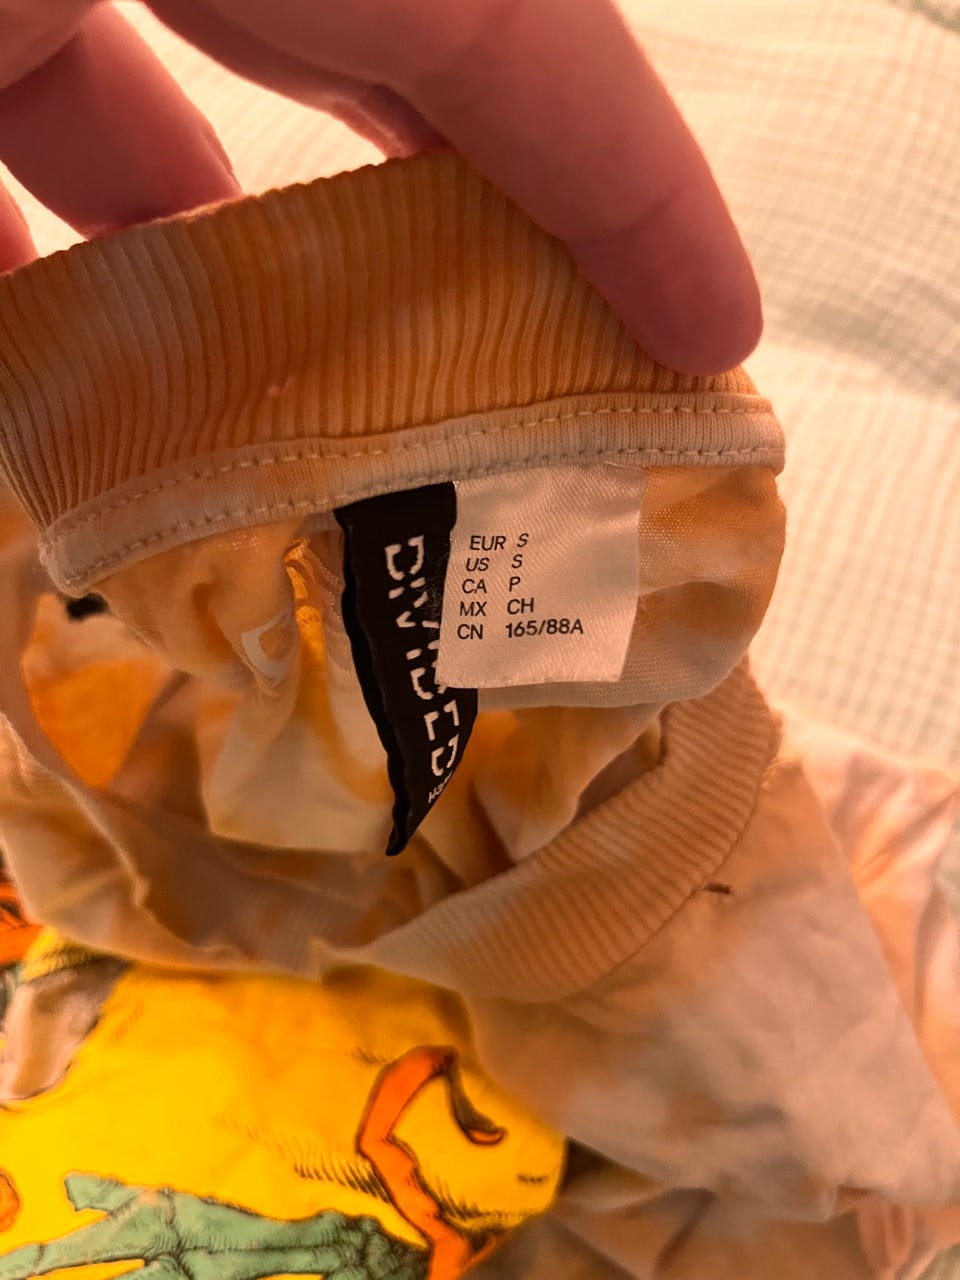 DIVIDED
EUR S
US S
CA P
MX CH
CN 165/88A